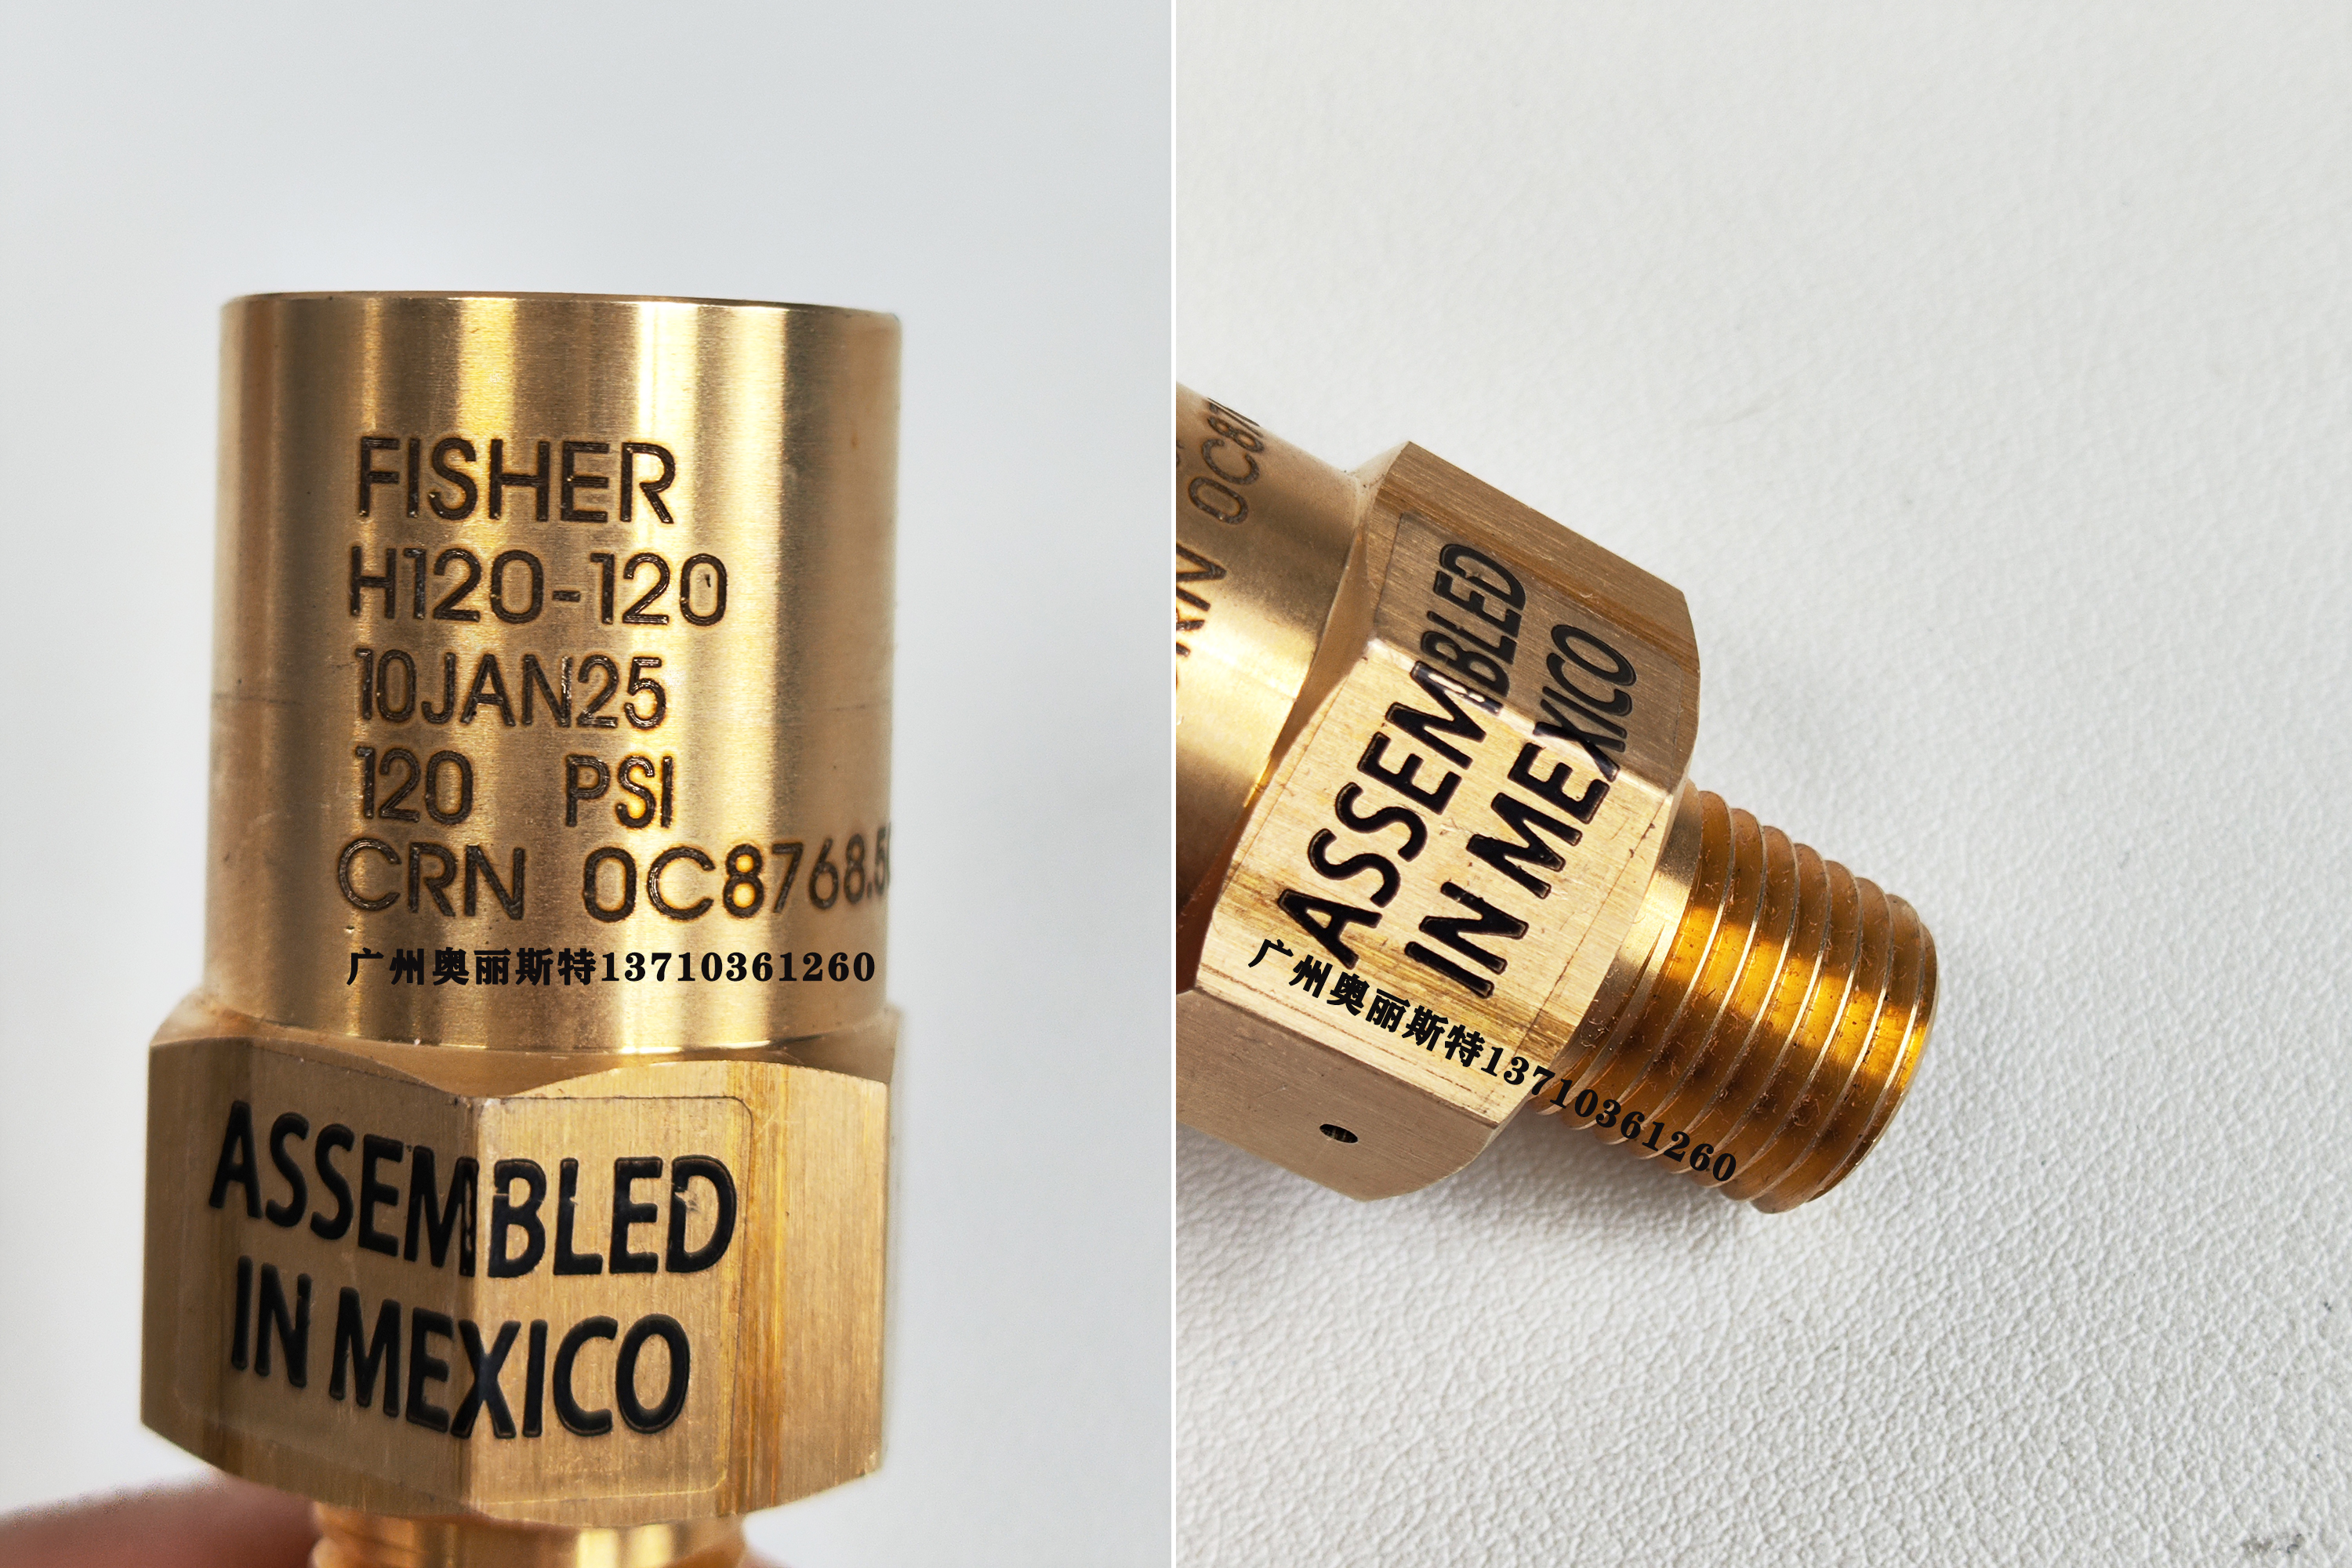 FISHER
H120-120
10JAN25
120 PSI
CRN 0C8768.5
广州奥丽斯特13710361260
ASSEMBLED
IN MEXICO
CRN 0C87
ASSEMBLED
IN MEXICO
广州奥丽斯特13710361260